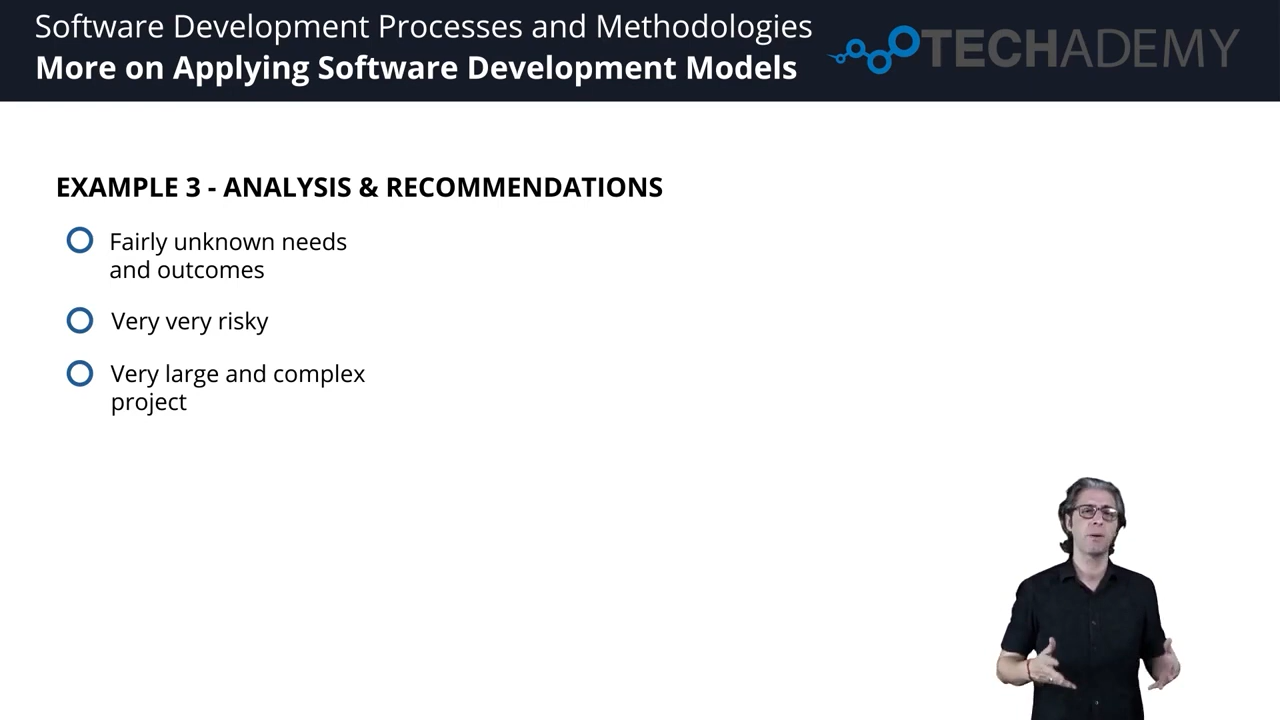 Software Development Processes and Methodologies
More on Applying Software Development Models
TECHADEMY
EXAMPLE 3 - ANALYSIS & RECOMMENDATIONS
Fairly unknown needs
and outcomes
Very very risky
Very large and complex
project